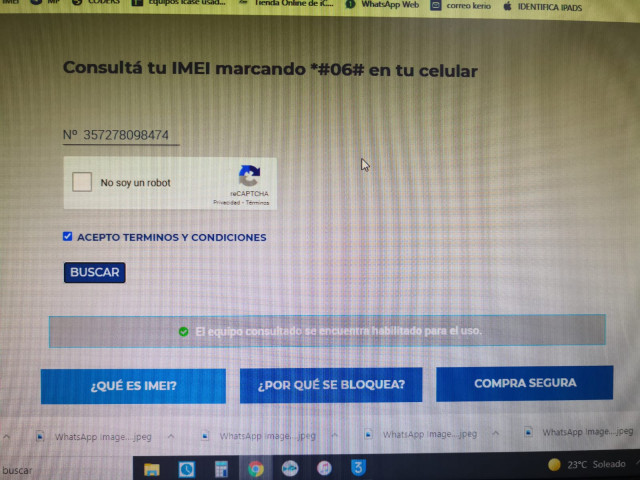 IMEI MP CODERS Equipos icase usad... Tienda Online de iC... WhatsApp Web correo kerio IDENTIFICA IPADS
Consultá tu IMEI marcando *#06# en tu celular
Nº 357278098474
No soy un robot
reCAPTCHA
Privacidad - Términos
ACEPTO TERMINOS Y CONDICIONES
BUSCAR
El equipo consultado se encuentra habilitado para el uso.
¿QUÉ ES IMEI? ¿POR QUÉ SE BLOQUEA? COMPRA SEGURA
WhatsApp Image....jpeg WhatsApp Image....jpeg WhatsApp Image....jpeg WhatsApp Image....jpeg
buscar 23°C Soleado